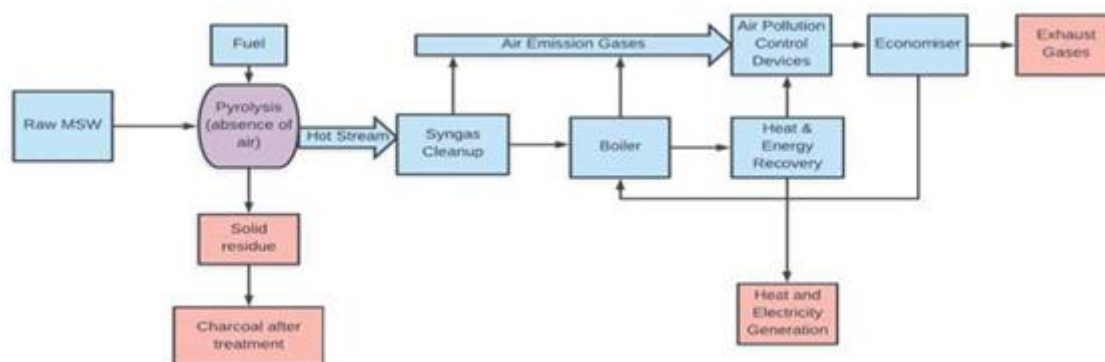 Fuel
Raw MSW
Pyrolysis
(absence of
air)
Hot Stream
Solid
residue
Charcoal after
treatment
Air Emission Gases
Syngas
Cleanup
Boiler
Heat &
Energy
Recovery
Air Pollution
Control
Devices
Economiser
Exhaust
Gases
Heat and
Electricity
Generation